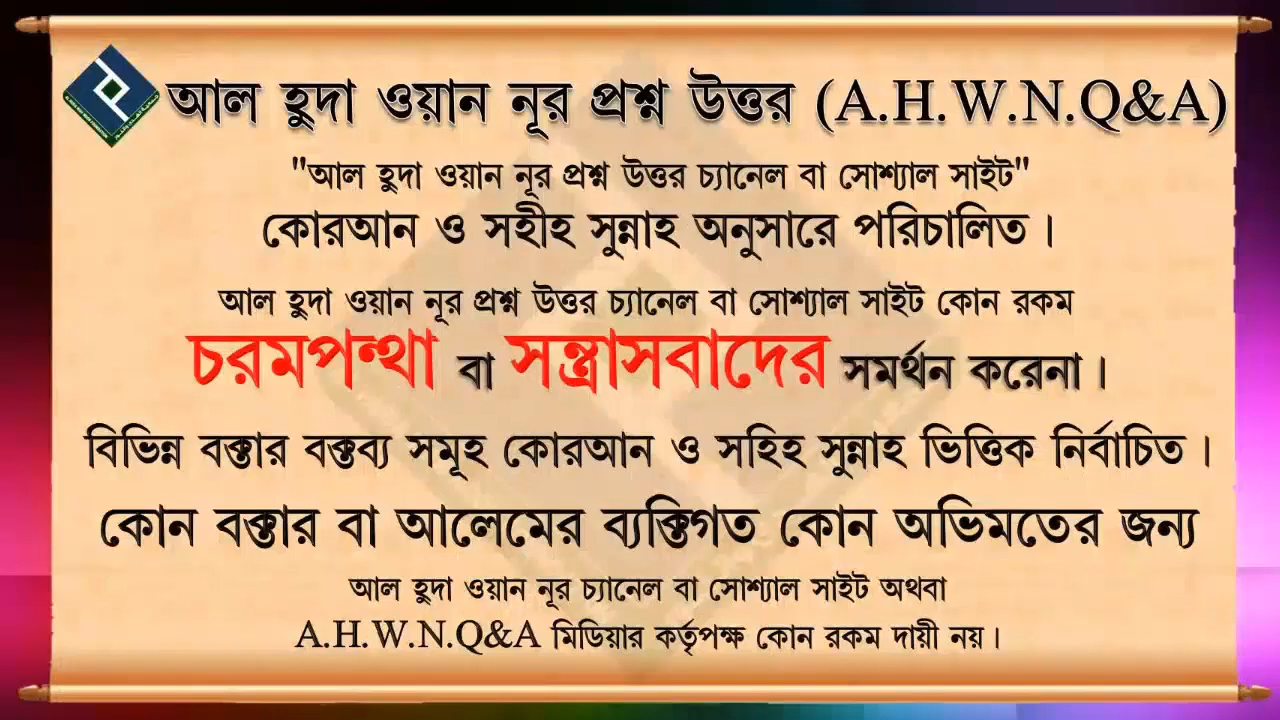 আল হুদা ওয়ান নূর প্রশ্ন উত্তর (A.H.W.N.Q&A)
"আল হুদা ওয়ান নূর প্রশ্ন উত্তর চ্যানেল বা সোশ্যাল সাইট"
কোরআন ও সহীহ সুন্নাহ অনুসারে পরিচালিত।
আল হুদা ওয়ান নূর প্রশ্ন উত্তর চ্যানেল বা সোশ্যাল সাইট কোন রকম
চরমপন্থা বা সন্ত্রাসবাদের সমর্থন করেনা।
বিভিন্ন বক্তার বক্তব্য সমূহ কোরআন ও সহিহ সুন্নাহ ভিত্তিক নির্বাচিত।
কোন বক্তার বা আলেমের ব্যক্তিগত কোন অভিমতের জন্য
আল হুদা ওয়ান নূর চ্যানেল বা সোশ্যাল সাইট অথবা
A.H.W.N.Q&A মিডিয়ার কর্তৃপক্ষ কোন রকম দায়ী নয়।